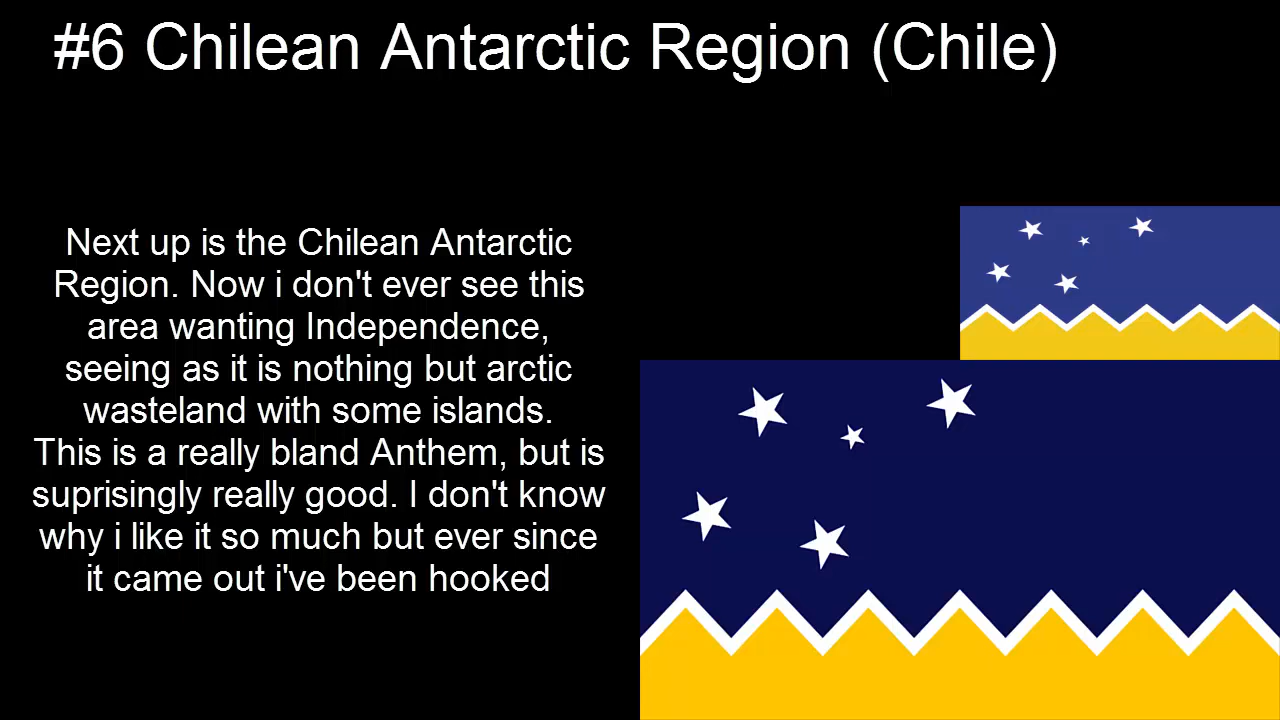 #6 Chilean Antarctic Region (Chile)
Next up is the Chilean Antarctic
Region. Now i don't ever see this
area wanting Independence,
seeing as it is nothing but arctic
wasteland with some islands.
This is a really bland Anthem, but is
suprisingly really good. I don't know
why i like it so much but ever since
it came out i've been hooked